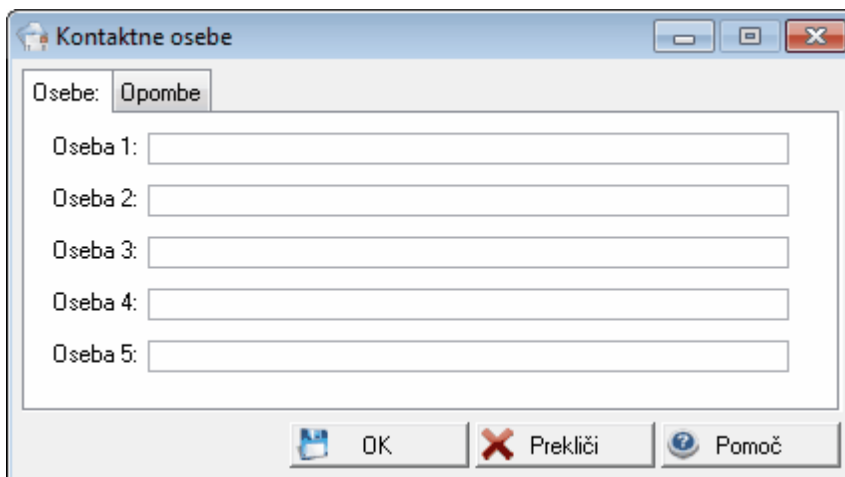 Kontaktne osebe
Osebe: Opombe
Oseba 1:
Oseba 2:
Oseba 3:
Oseba 4:
Oseba 5:
OK Prekliči Pomoč